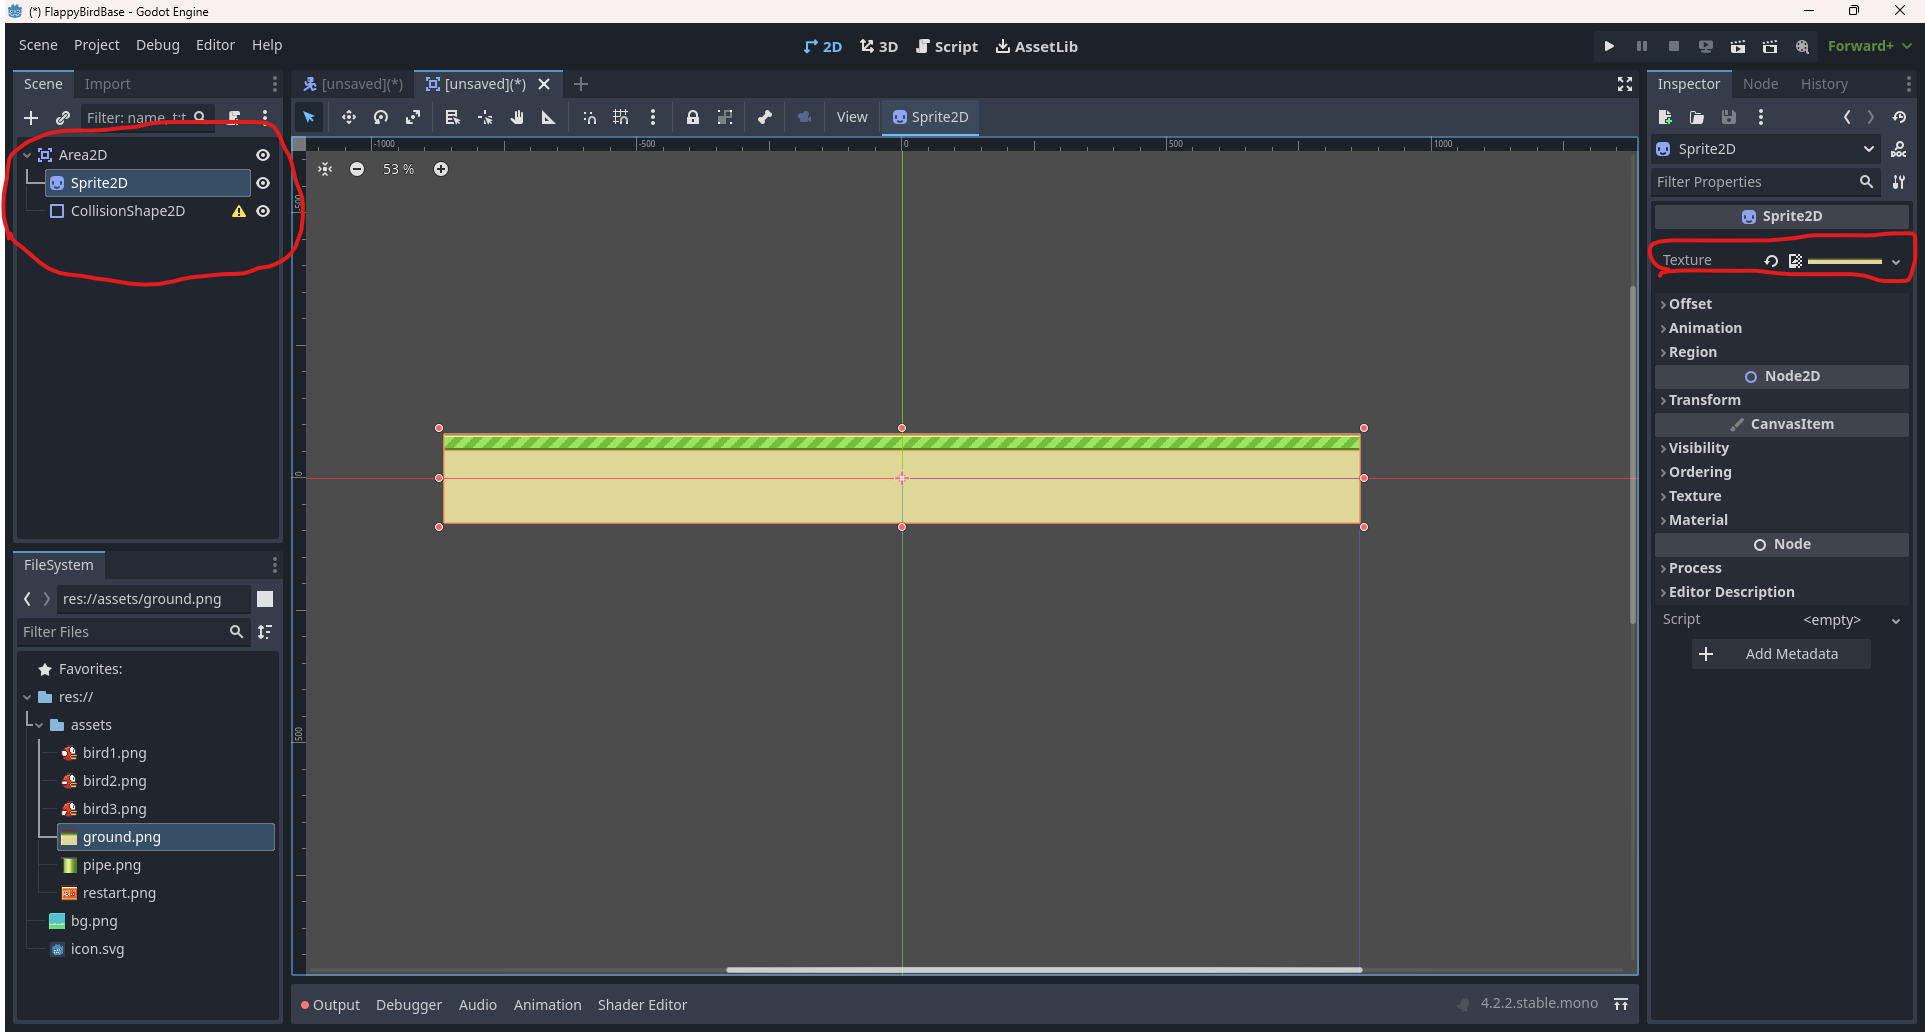 (*) FlappyBirdBase - Godot Engine
Scene Project Debug Editor Help
2D 3D Script AssetLib
Forward+
Scene Import
[unsaved](*) [unsaved](*)
Inspector Node History
Filter: name, t:t
View Sprite2D
-1000 -500 0 500 1000
Area2D
53 %
Sprite2D
Sprite2D
CollisionShape2D
Filter Properties
-500
Sprite2D
Texture
Offset
Animation
Region
Node2D
Transform
CanvasItem
Visibility
0
Ordering
Texture
Material
Node
Process
Editor Description
Script <empty>
Add Metadata
FileSystem
res://assets/ground.png
Filter Files
Favorites:
res://
assets
500
bird1.png
bird2.png
bird3.png
ground.png
pipe.png
restart.png
bg.png
icon.svg
Output Debugger Audio Animation Shader Editor
4.2.2.stable.mono